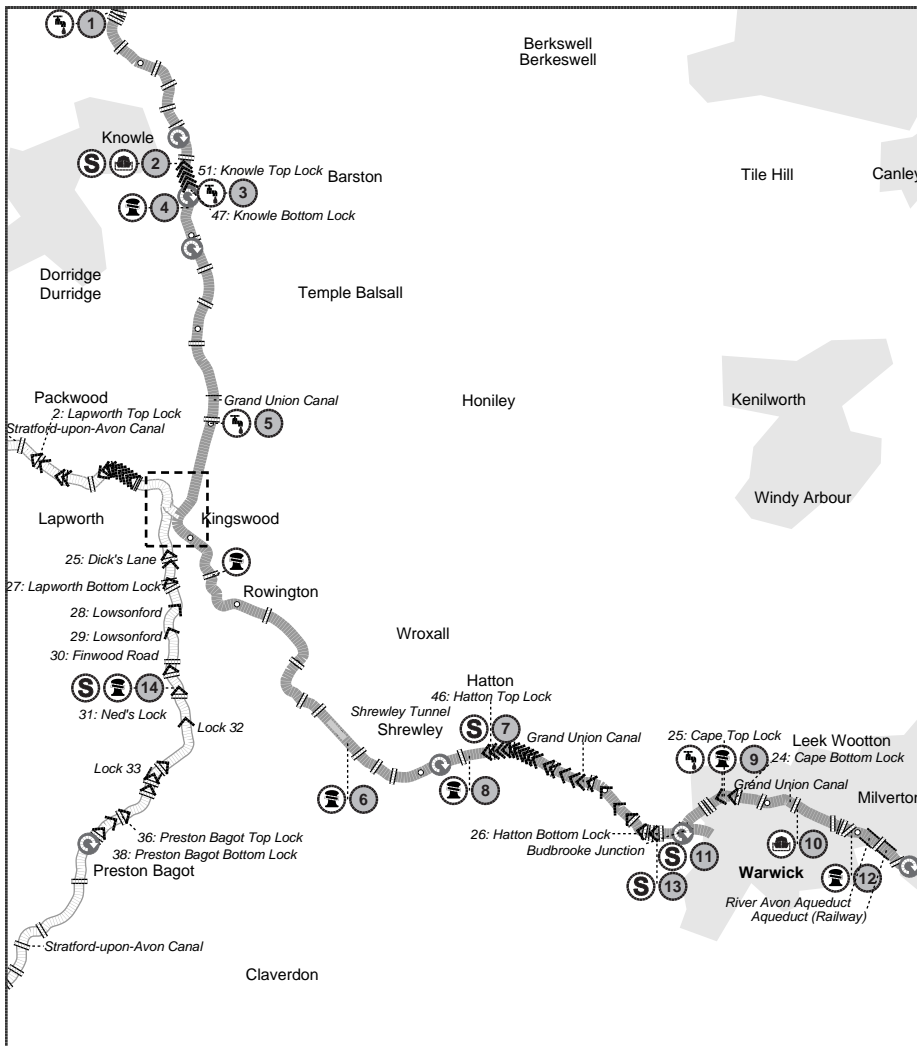 1
Berkswell
Berkeswell
Knowle
S 2
51: Knowle Top Lock
Barston
Tile Hill
Canley
3
4
47: Knowle Bottom Lock
Dorridge
Durridge
Temple Balsall
Packwood
Grand Union Canal
Honiley
Kenilworth
2: Lapworth Top Lock
5
Stratford-upon-Avon Canal
Windy Arbour
Lapworth
Kingswood
25: Dick's Lane
27: Lapworth Bottom Lock
Rowington
28: Lowsonford
29: Lowsonford
Wroxall
30: Finwood Road
S 14
Hatton
46: Hatton Top Lock
31: Ned's Lock
Shrewley Tunnel
Shrewley
S 7
Lock 32
Grand Union Canal
25: Cape Top Lock
Leek Wootton
9
24: Cape Bottom Lock
Lock 33
Grand Union Canal
6
8
Milverton
36: Preston Bagot Top Lock
26: Hatton Bottom Lock
10
38: Preston Bagot Bottom Lock
Budbrooke Junction
S 11
Preston Bagot
Warwick
12
S 13
River Avon Aqueduct
Aqueduct (Railway)
Stratford-upon-Avon Canal
Claverdon